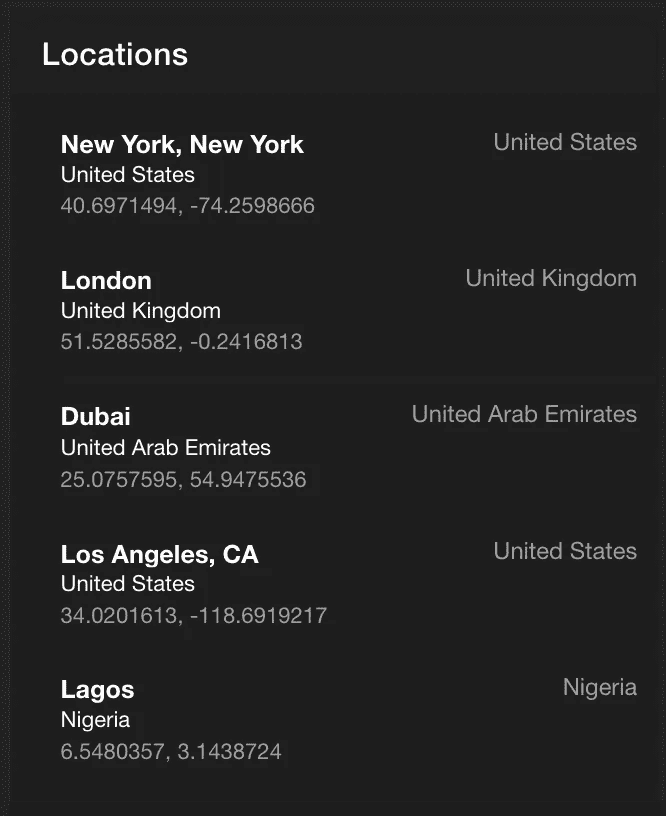 Locations
New York, New York
United States
United States
40.6971494, -74.2598666
London
United Kingdom
United Kingdom
51.5285582, -0.2416813
Dubai
United Arab Emirates
United Arab Emirates
25.0757595, 54.9475536
Los Angeles, CA
United States
United States
34.0201613, -118.6919217
Lagos
Nigeria
Nigeria
6.5480357, 3.1438724